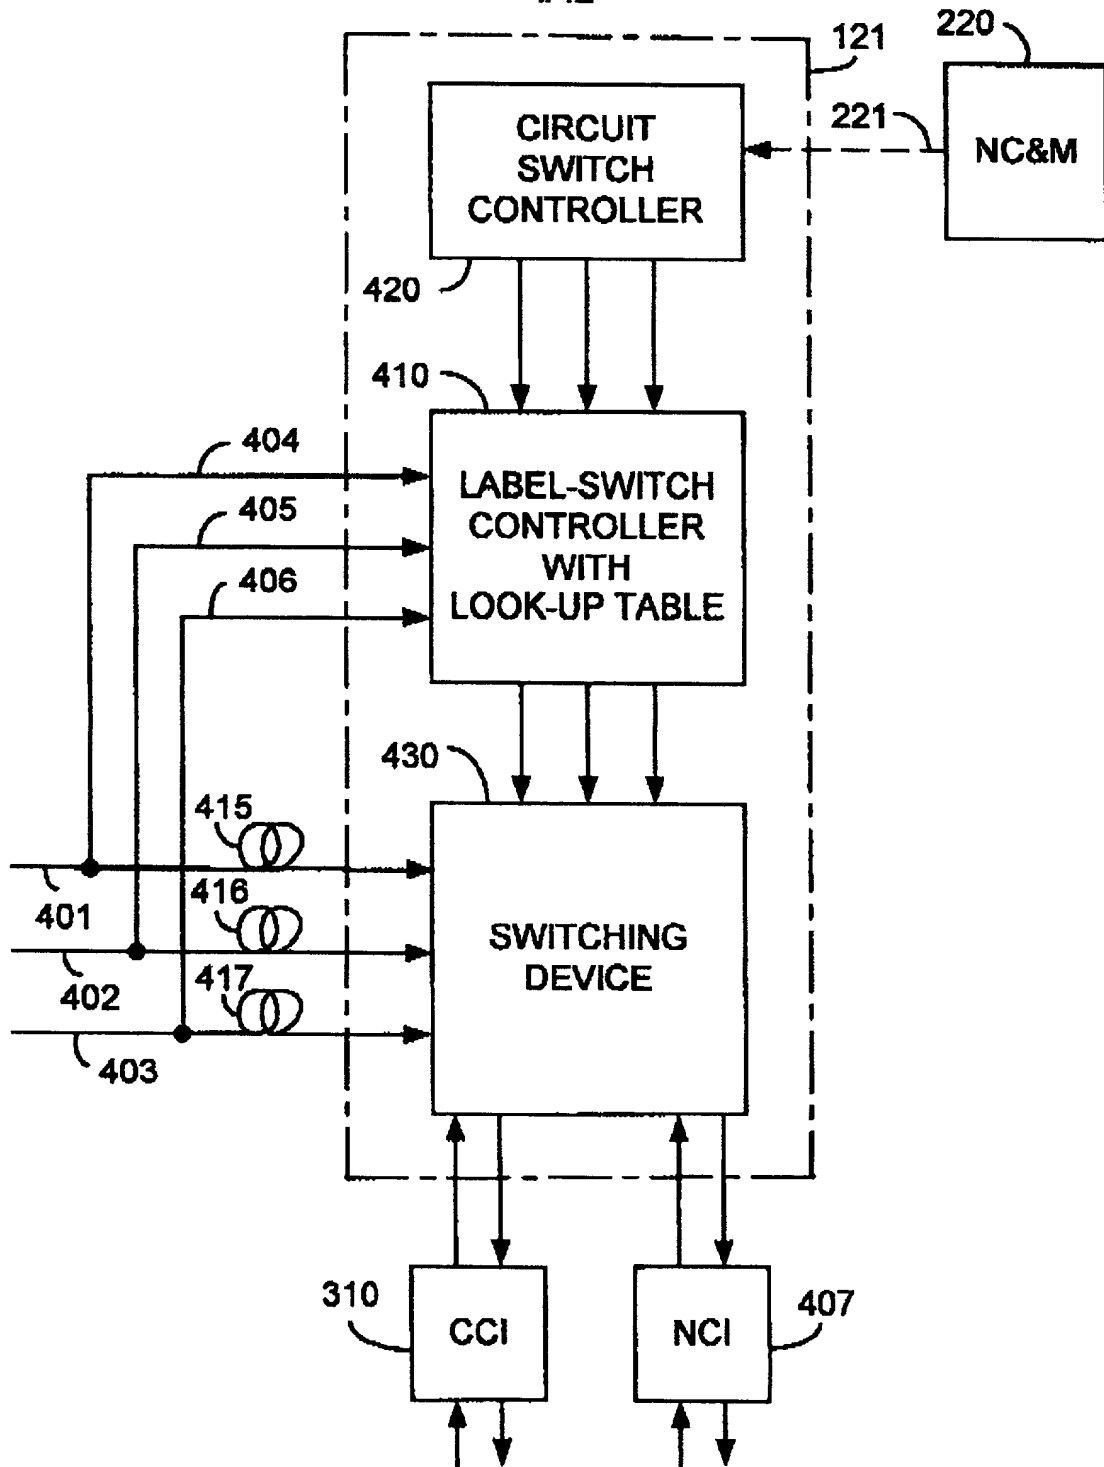 121
220
CIRCUIT
SWITCH
CONTROLLER
221
NC&M
420
410
404
LABEL-SWITCH
CONTROLLER
WITH
LOOK-UP TABLE
405
406
430
415
401
416
SWITCHING
DEVICE
402
417
403
310
CCI
NCI
407